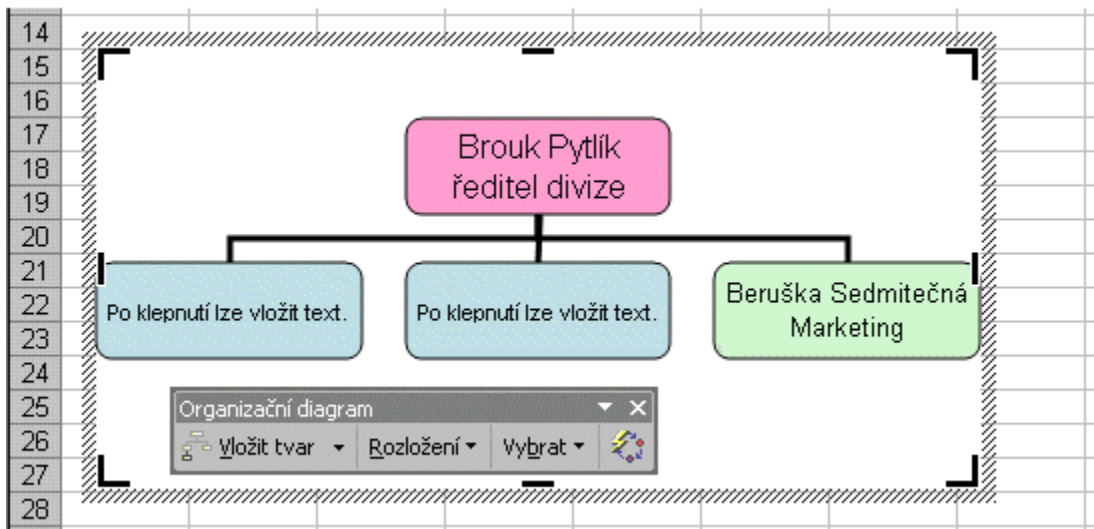 14
15
16
17
18
19
20
21
22
23
24
25
26
27
28
Brouk Pytlík
ředitel divize
Po klepnutí lze vložit text.
Po klepnutí lze vložit text.
Beruška Sedmitečná
Marketing
Organizační diagram
Vložit tvar
Rozložení
Vybrat